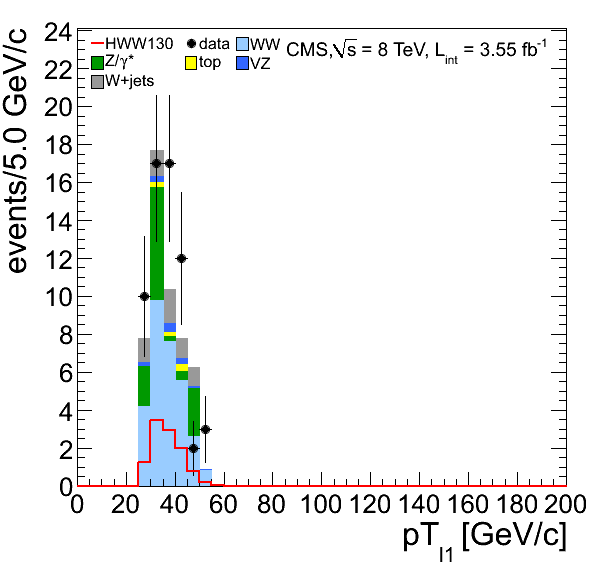 HWW130 data WW CMS,√s = 8 TeV, L_int = 3.55 fb⁻¹
Z/γ* top VZ
W+jets
events/5.0 GeV/c
24
22
20
18
16
14
12
10
8
6
4
2
0
0 20 40 60 80 100 120 140 160 180 200
pT_l1 [GeV/c]